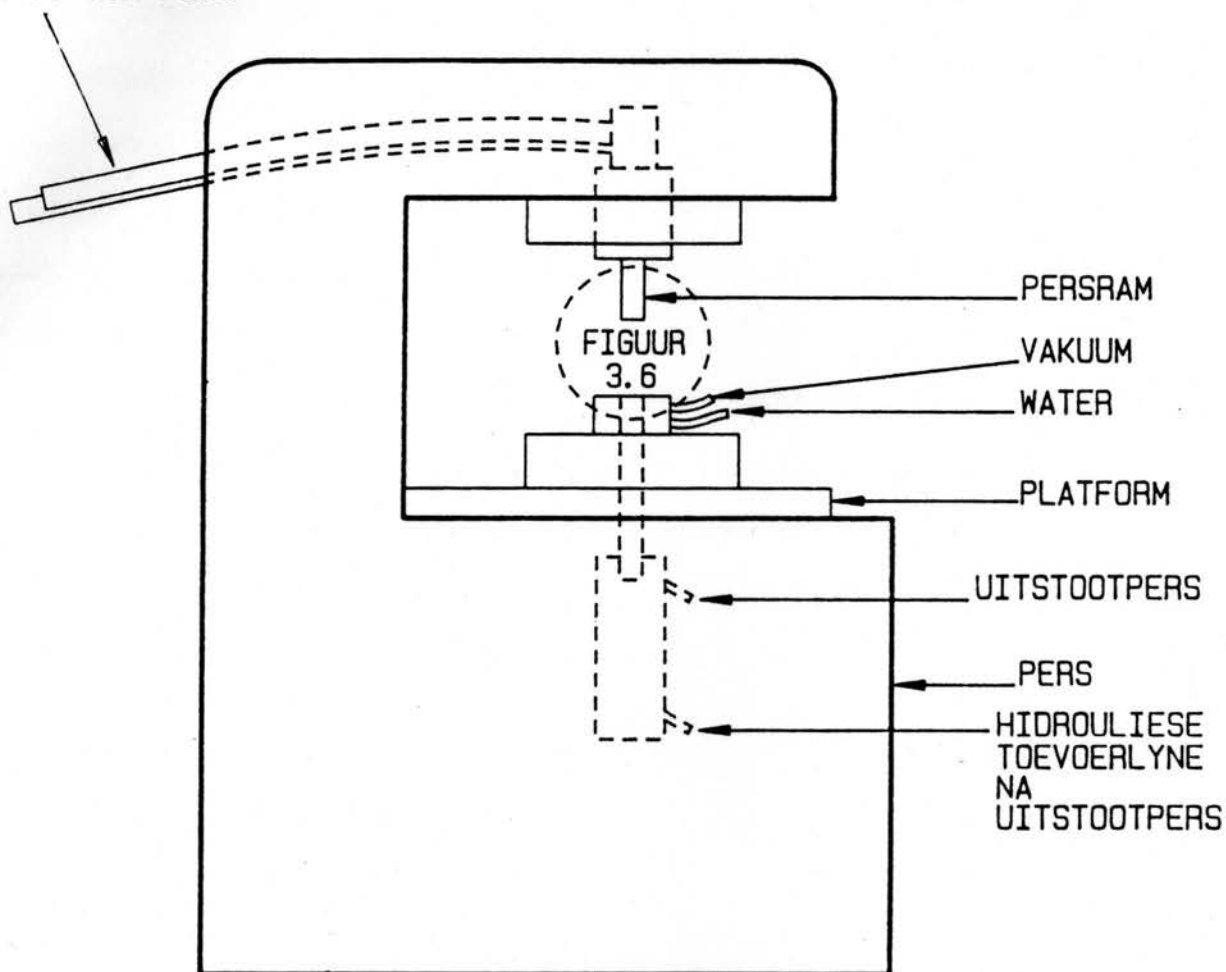 PERSRAM
FIGUUR
3.6
VAKUUM
WATER
PLATFORM
UITSTOOTPERS
PERS
HIDROULIESE
TOEVOERLYNE
NA
UITSTOOTPERS